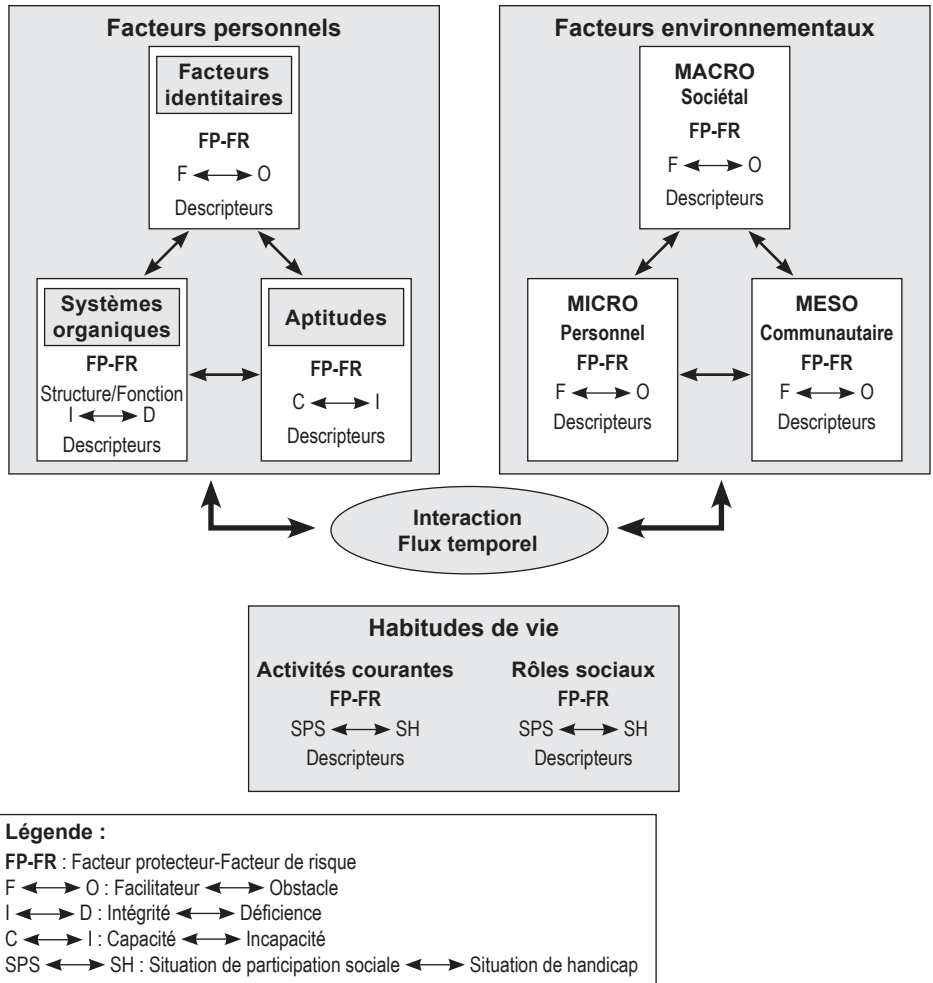 Facteurs personnels
Facteurs
identitaires
FP-FR
F ⟷ O
Descripteurs
Systèmes
organiques
FP-FR
Structure/Fonction
I ⟷ D
Descripteurs
Aptitudes
FP-FR
C ⟷ I
Descripteurs
Facteurs environnementaux
MACRO
Sociétal
FP-FR
F ⟷ O
Descripteurs
MICRO
Personnel
FP-FR
F ⟷ O
Descripteurs
MESO
Communautaire
FP-FR
F ⟷ O
Descripteurs
Interaction
Flux temporel
Habitudes de vie
Activités courantes
FP-FR
SPS ⟷ SH
Descripteurs
Rôles sociaux
FP-FR
SPS ⟷ SH
Descripteurs
Légende :
FP-FR : Facteur protecteur-Facteur de risque
F ⟷ O : Facilitateur ⟷ Obstacle
I ⟷ D : Intégrité ⟷ Déficience
C ⟷ I : Capacité ⟷ Incapacité
SPS ⟷ SH : Situation de participation sociale ⟷ Situation de handicap